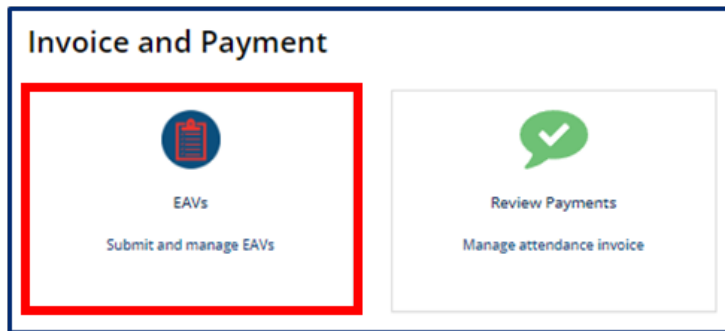 Invoice and Payment
EAVs
Submit and manage EAVs
Review Payments
Manage attendance invoice